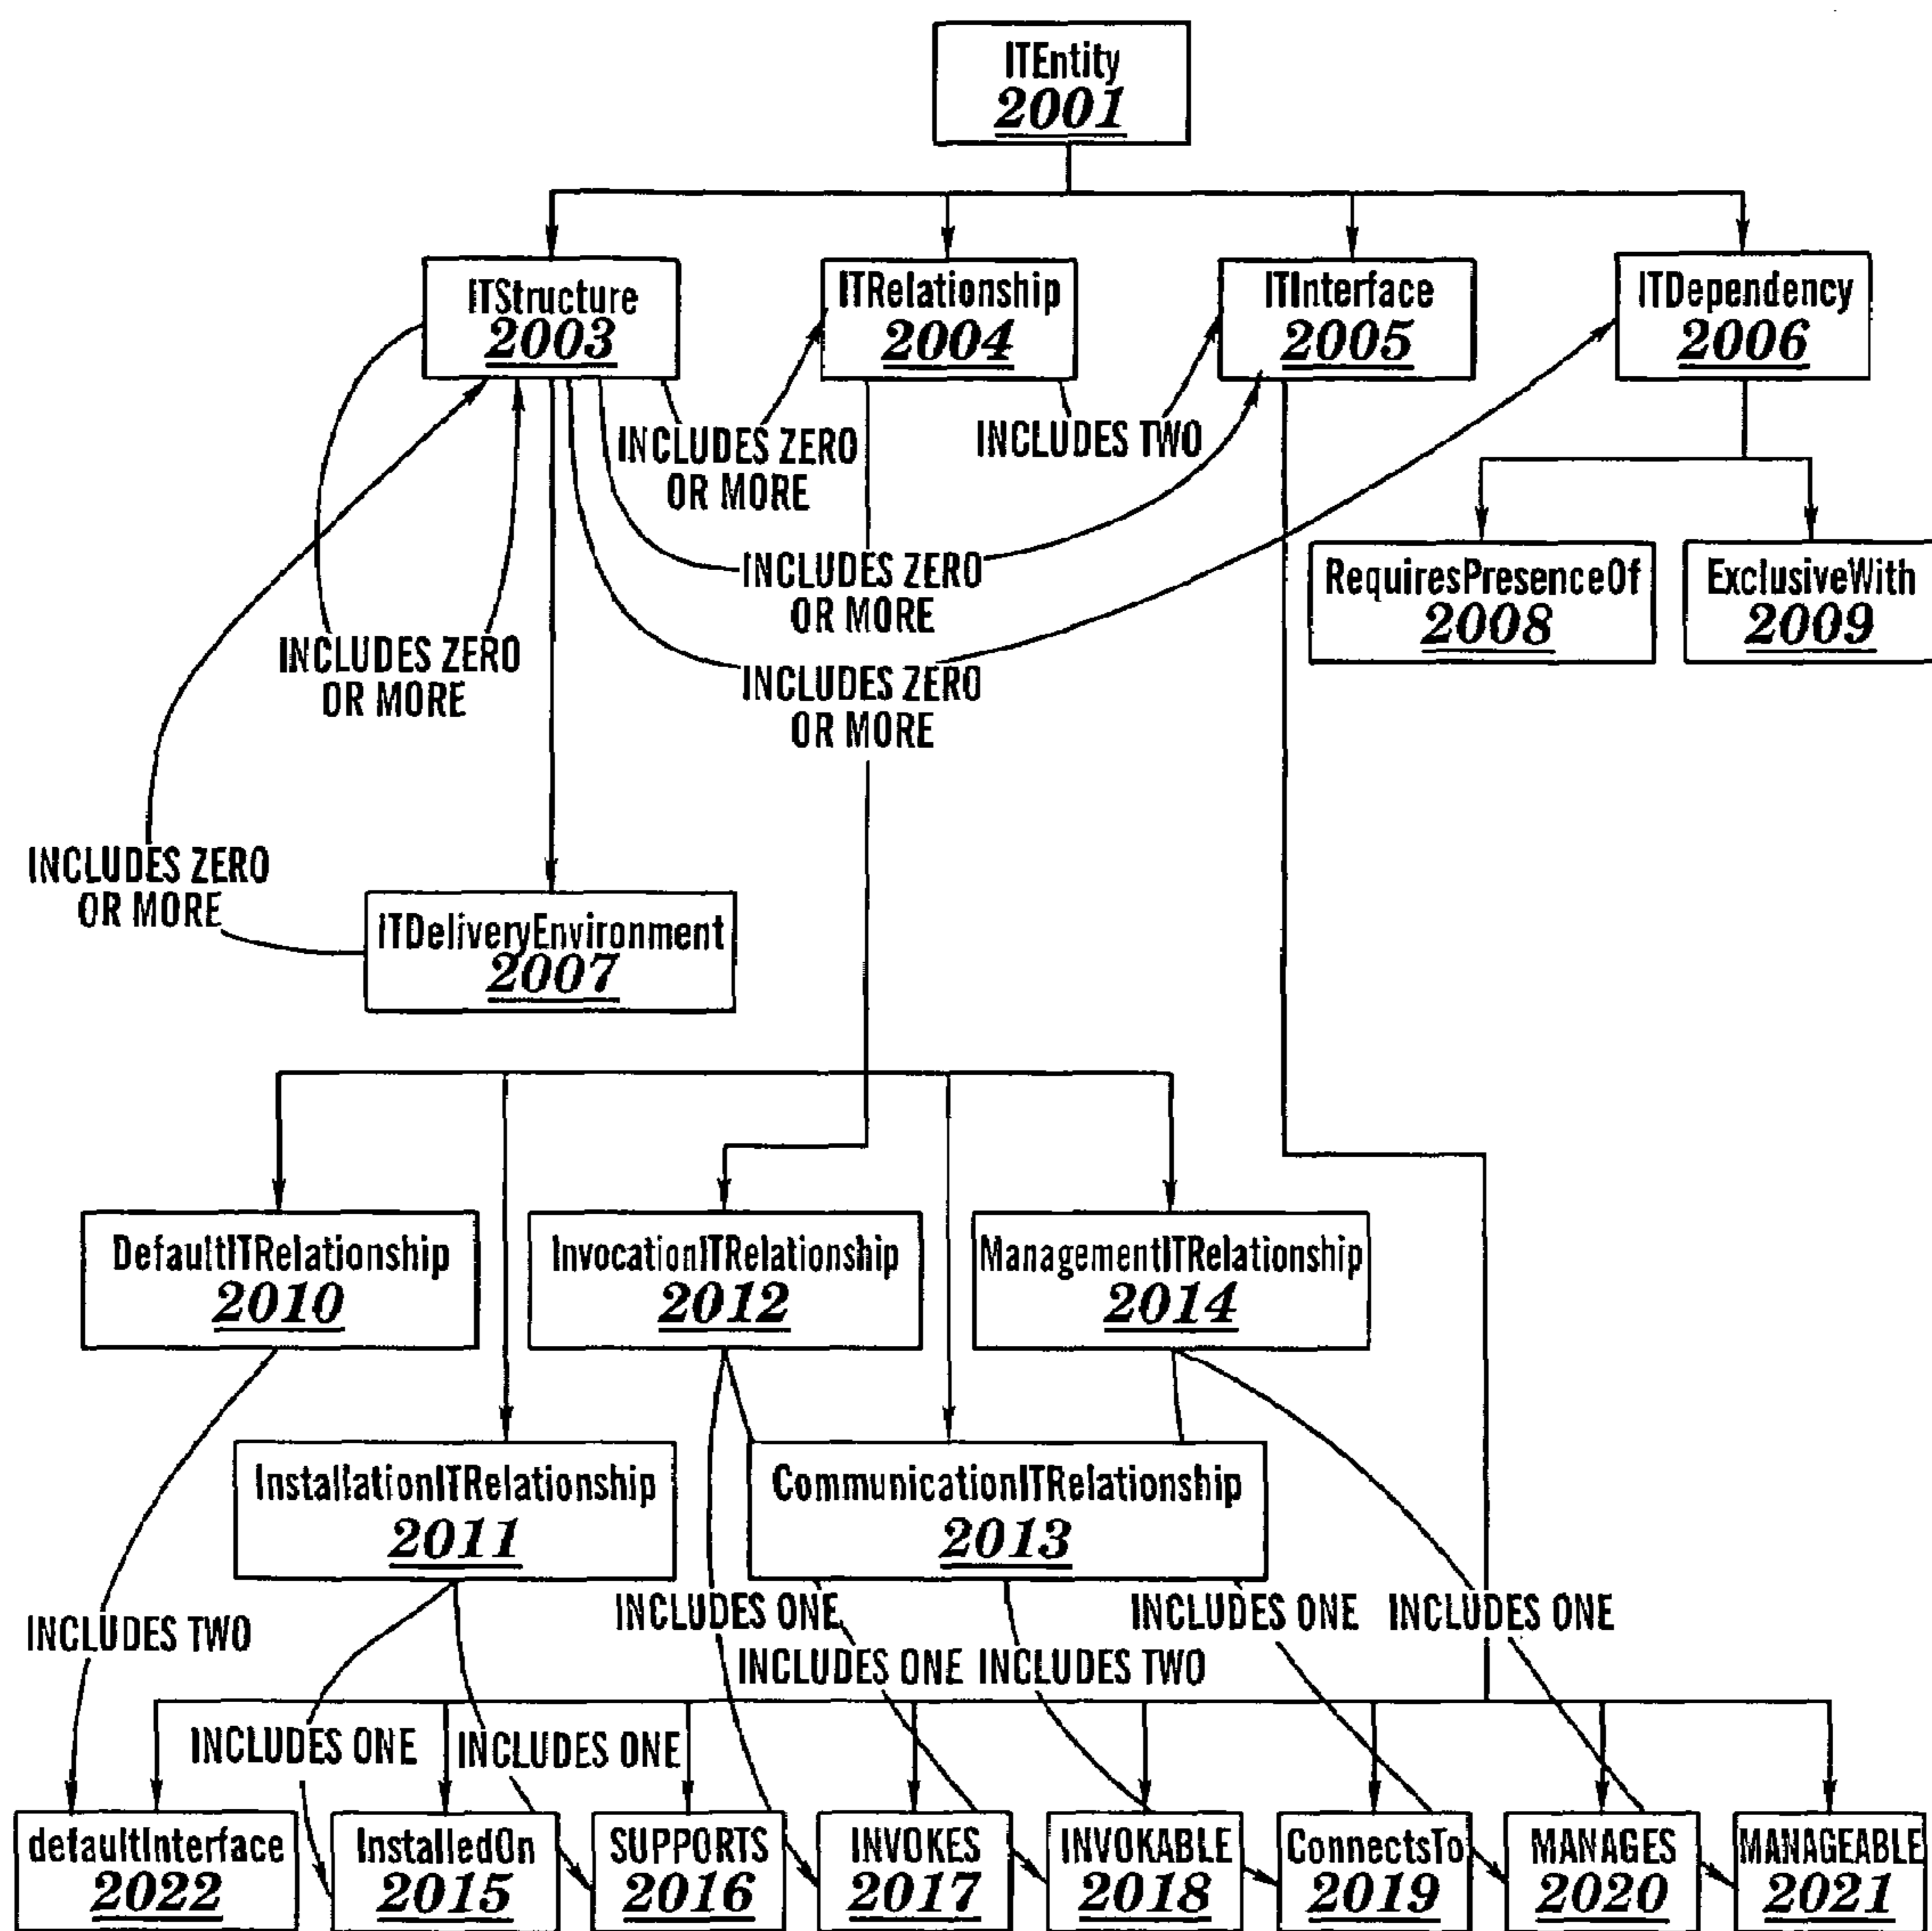 ITEntity
2001
ITStructure
2003
ITRelationship
2004
ITInterface
2005
ITDependency
2006
INCLUDES ZERO
OR MORE
INCLUDES TWO
INCLUDES ZERO
OR MORE
RequiresPresenceOf
2008
ExclusiveWith
2009
INCLUDES ZERO
OR MORE
INCLUDES ZERO
OR MORE
INCLUDES ZERO
OR MORE
ITDeliveryEnvironment
2007
DefaultITRelationship
2010
InvocationITRelationship
2012
ManagementITRelationship
2014
InstallationITRelationship
2011
CommunicationITRelationship
2013
INCLUDES TWO
INCLUDES ONE
INCLUDES ONE
INCLUDES TWO
INCLUDES ONE
INCLUDES ONE
INCLUDES ONE
INCLUDES ONE
defaultInterface
2022
InstalledOn
2015
SUPPORTS
2016
INVOKES
2017
INVOKABLE
2018
ConnectsTo
2019
MANAGES
2020
MANAGEABLE
2021